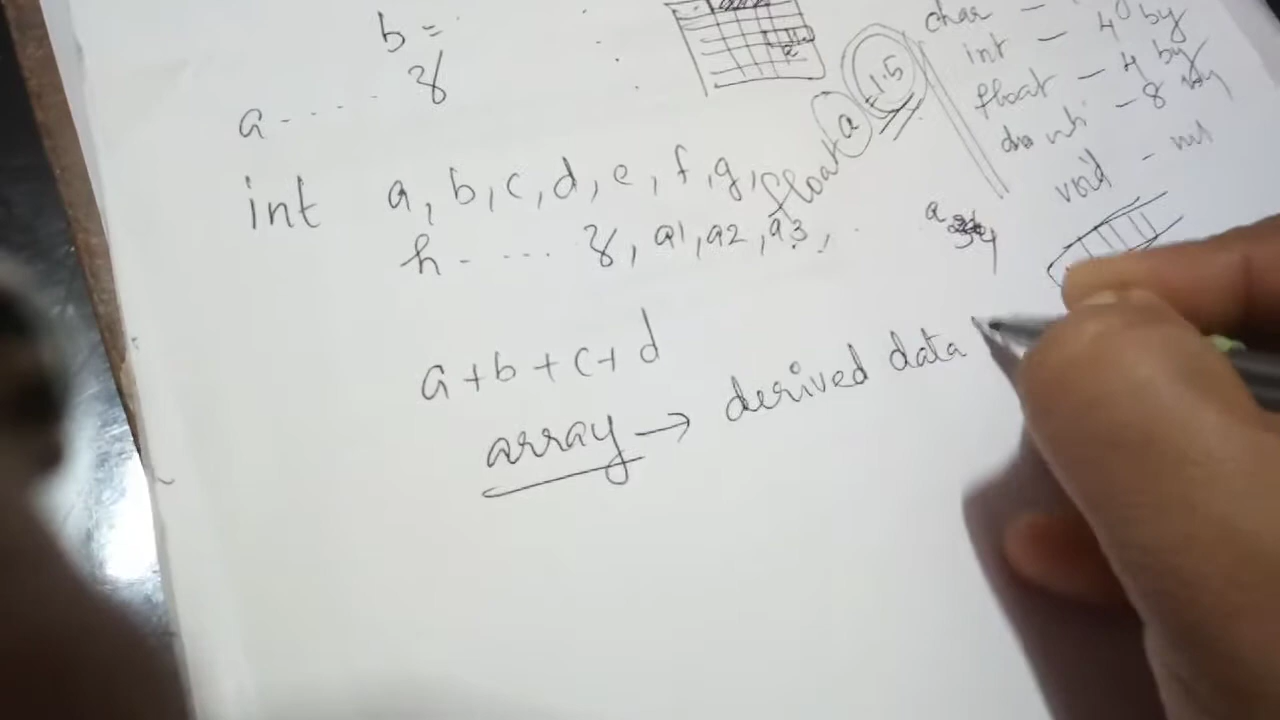 b =
z
a - - - -
int a, b, c, d, e, f, g,
h - - - - - z, a1, a2, a3,
float a 1.5
a+b+c+d
array → derived data
char -
int - 4 by
float - 4 by
- 8 by
void -
a